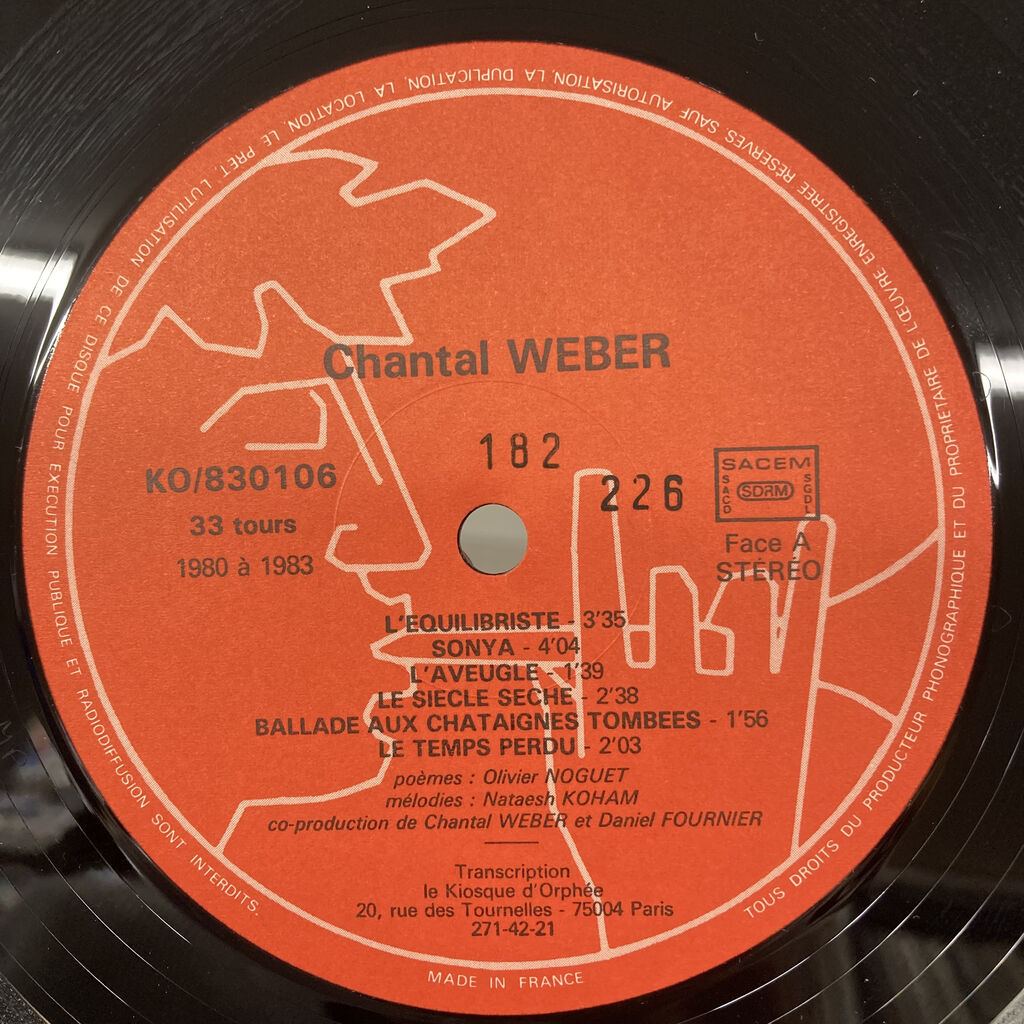 TOUS DROITS DU PRODUCTEUR PHONOGRAPHIQUE ET DU PROPRIETAIRE DE L'ŒUVRE ENREGISTREE RÉSERVES SAUF AUTORISATION, LA DUPLICATION, LA LOCATION, LE PRET, L'UTILISATION DE CE DISQUE POUR EXECUTION PUBLIQUE ET RADIODIFFUSION SONT INTERDITS.
Chantal WEBER
182
226
KO/830106
33 tours
1980 à 1983
SACEM
SACD
SDRM
SGDL
Face A
STÉRÉO
L'EQUILIBRISTE - 3'35
SONYA - 4'04
L'AVEUGLE - 1'39
LE SIECLE SECHE - 2'38
BALLADE AUX CHATAIGNES TOMBEES - 1'56
LE TEMPS PERDU - 2'03
poèmes : Olivier NOGUET
mélodies : Nataesh KOHAM
co-production de Chantal WEBER et Daniel FOURNIER
Transcription
le Kiosque d'Orphée
20, rue des Tournelles - 75004 Paris
271-42-21
MADE IN FRANCE